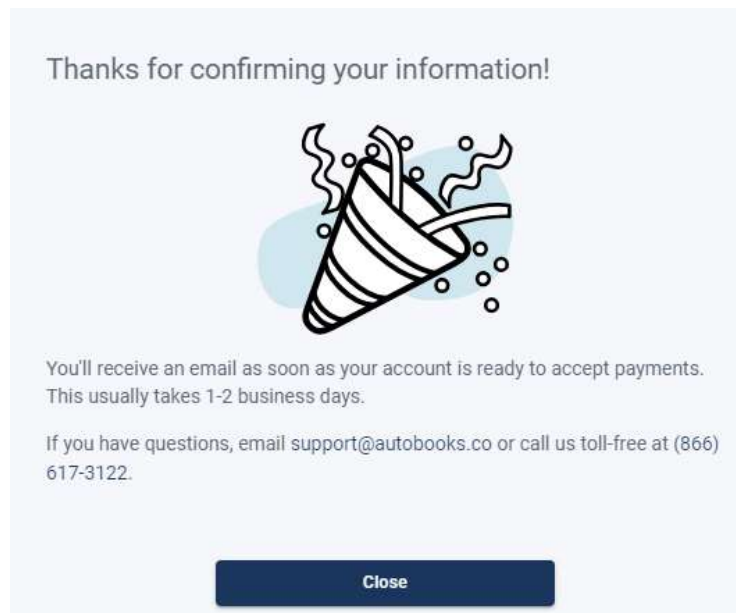 Thanks for confirming your information!
You'll receive an email as soon as your account is ready to accept payments.
This usually takes 1-2 business days.
If you have questions, email support@autobooks.co or call us toll-free at (866)
617-3122.
Close